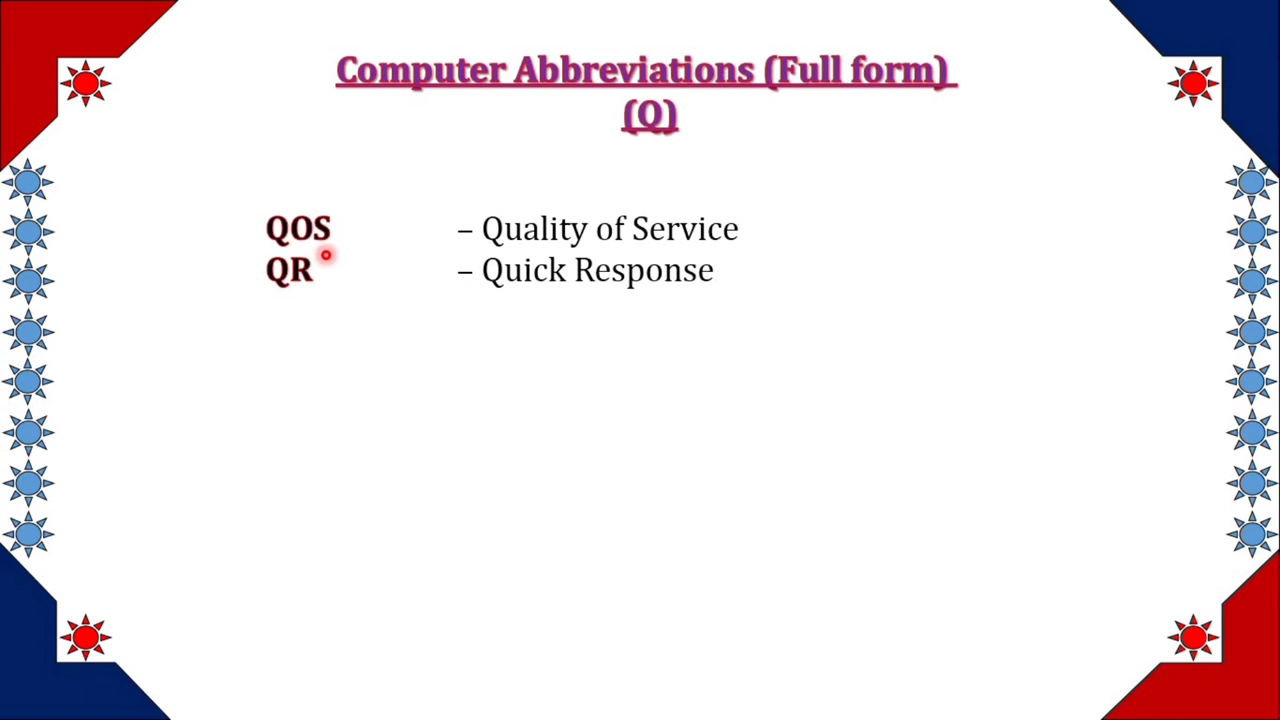 Computer Abbreviations (Full form)
(Q)
QOS – Quality of Service
QR – Quick Response